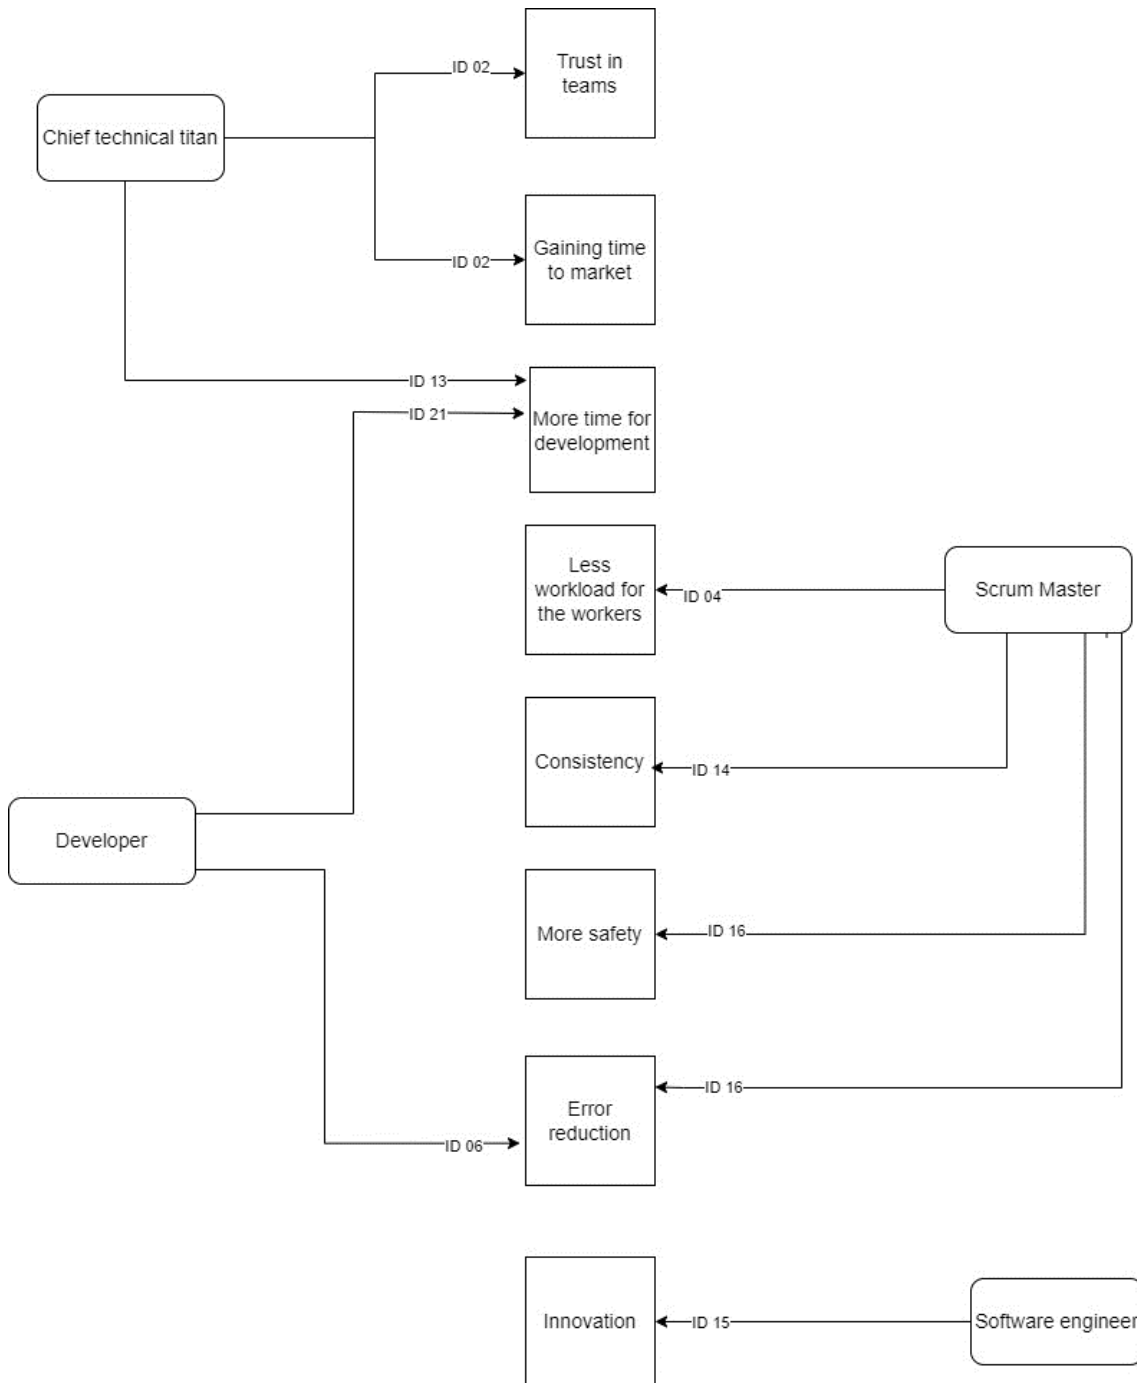 Trust in
teams
ID 02
Chief technical titan
Gaining time
to market
ID 02
ID 13
ID 21
More time for
development
Less
workload for
the workers
ID 04
Scrum Master
Consistency
ID 14
Developer
More safety
ID 16
Error
reduction
ID 16
ID 06
Innovation
ID 15
Software engineer